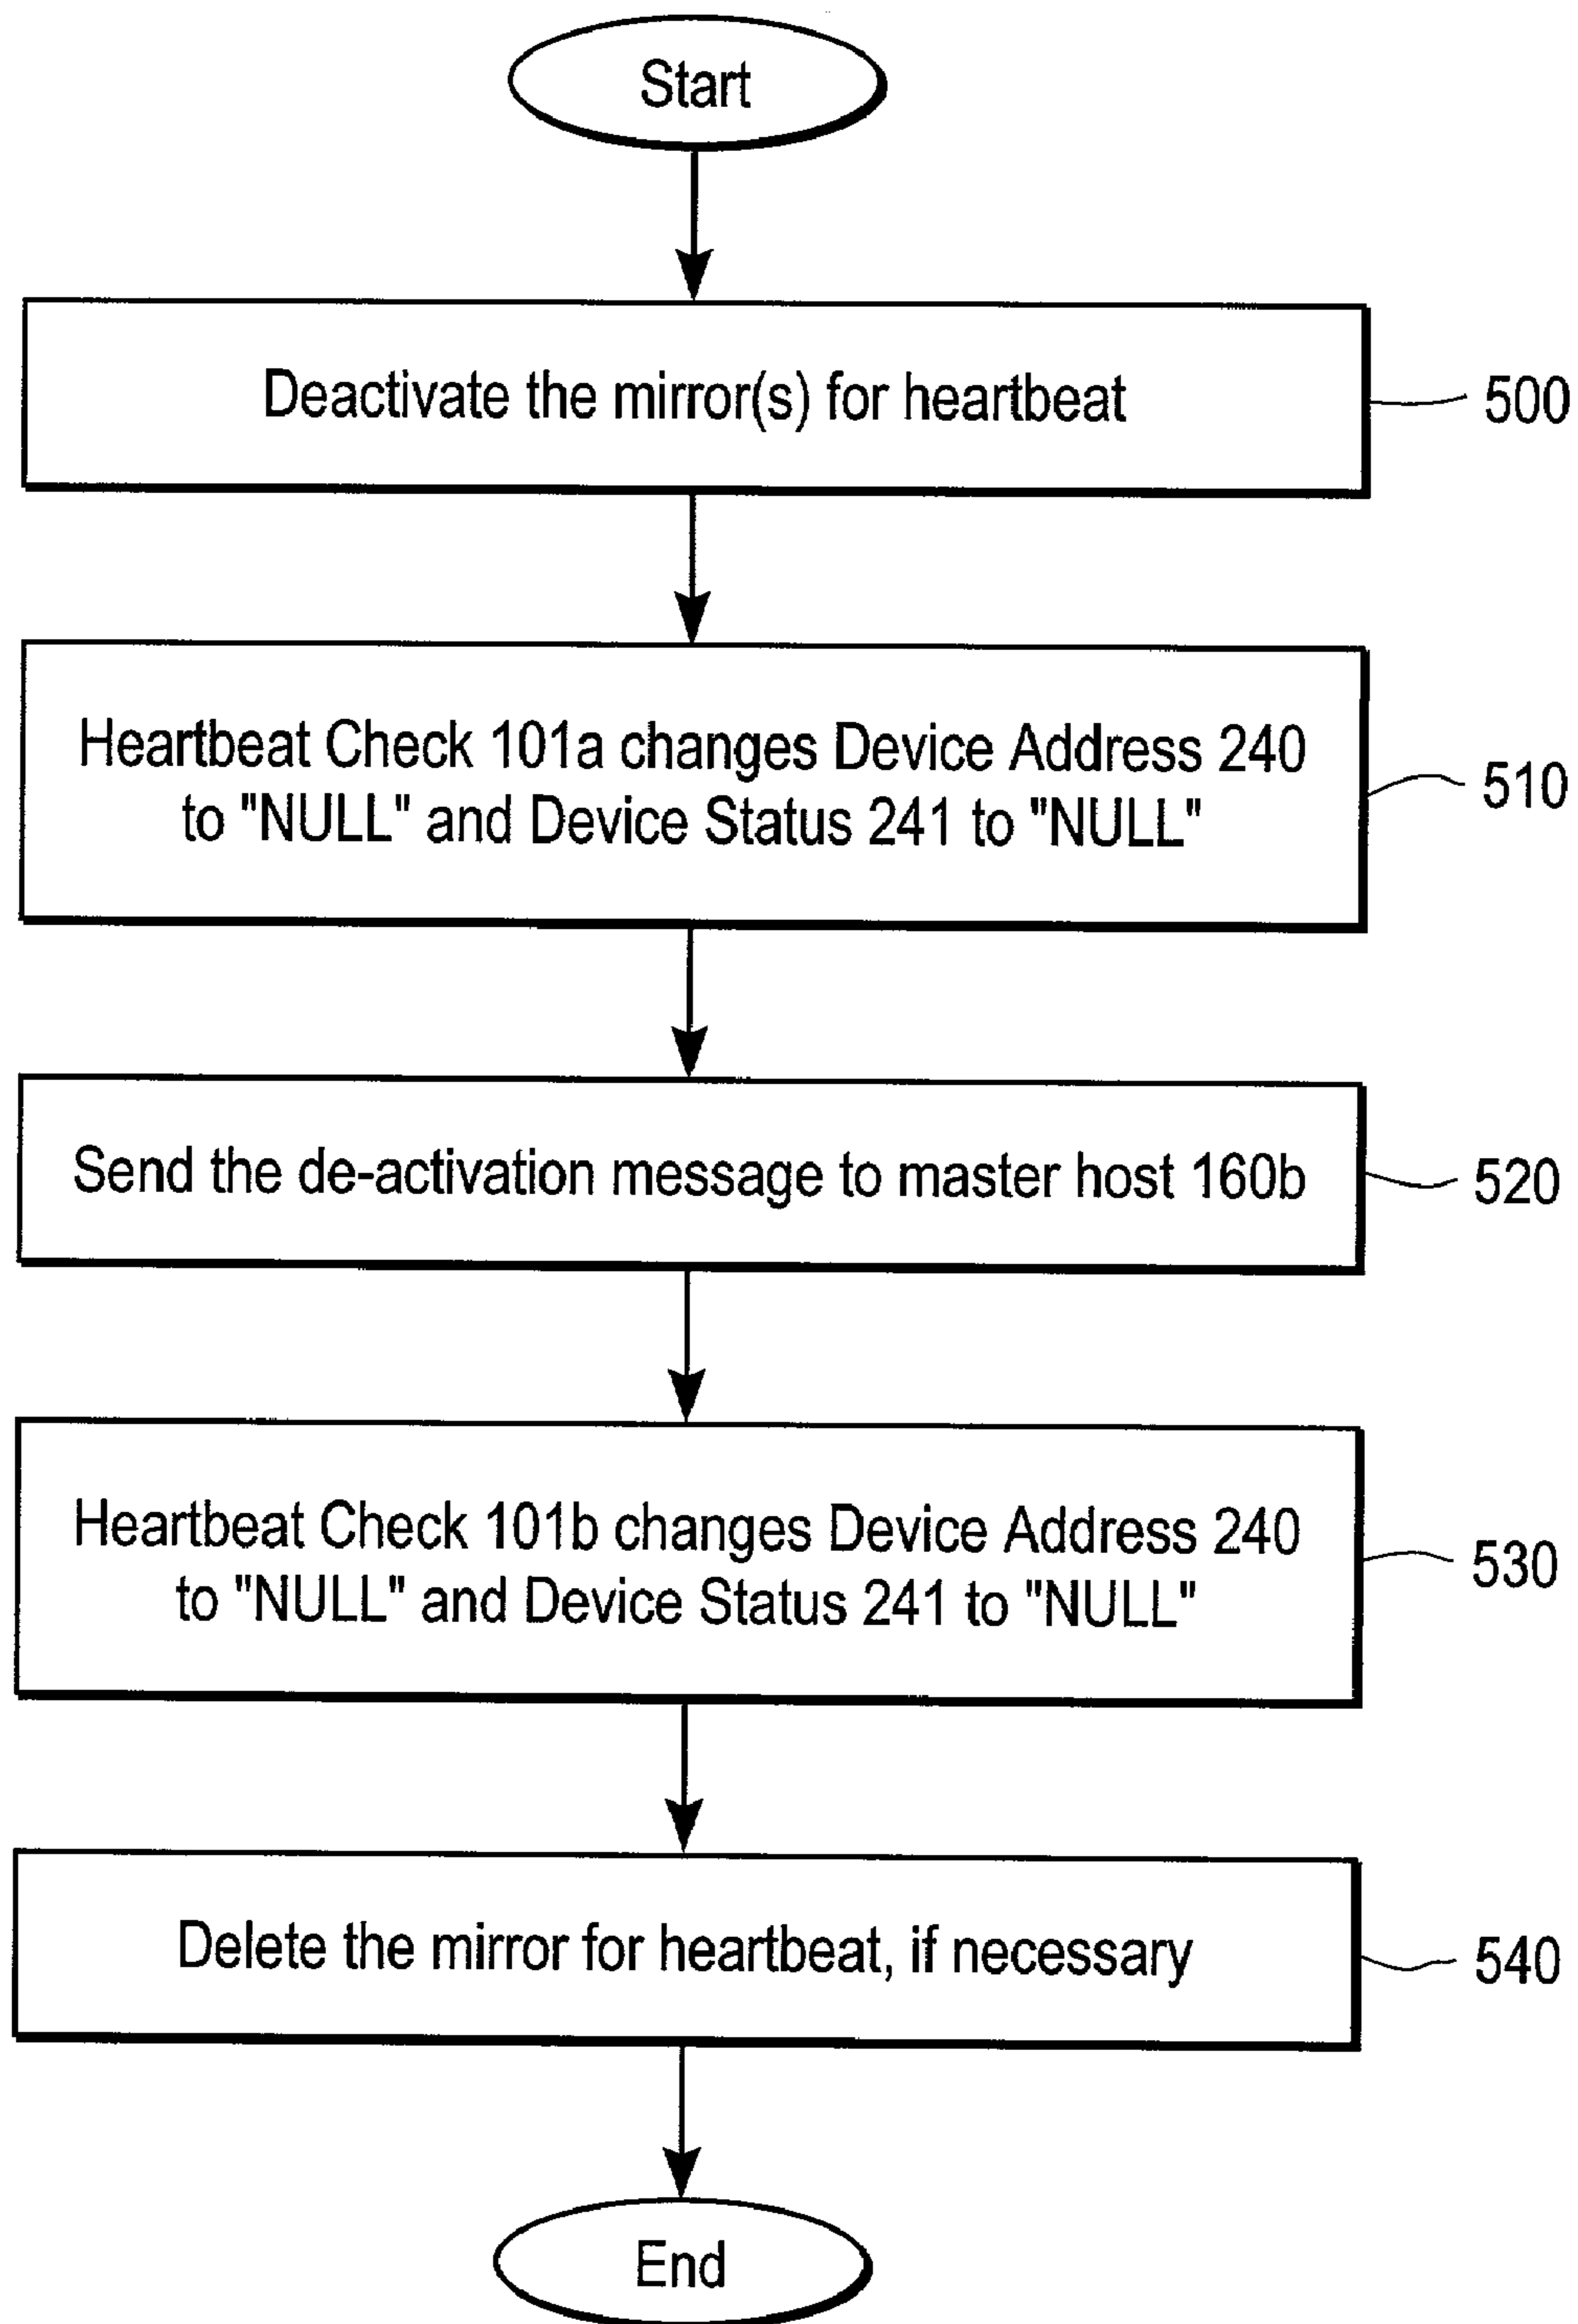 Start
Deactivate the mirror(s) for heartbeat
500
Heartbeat Check 101a changes Device Address 240
to "NULL" and Device Status 241 to "NULL"
510
Send the de-activation message to master host 160b
520
Heartbeat Check 101b changes Device Address 240
to "NULL" and Device Status 241 to "NULL"
530
Delete the mirror for heartbeat, if necessary
540
End